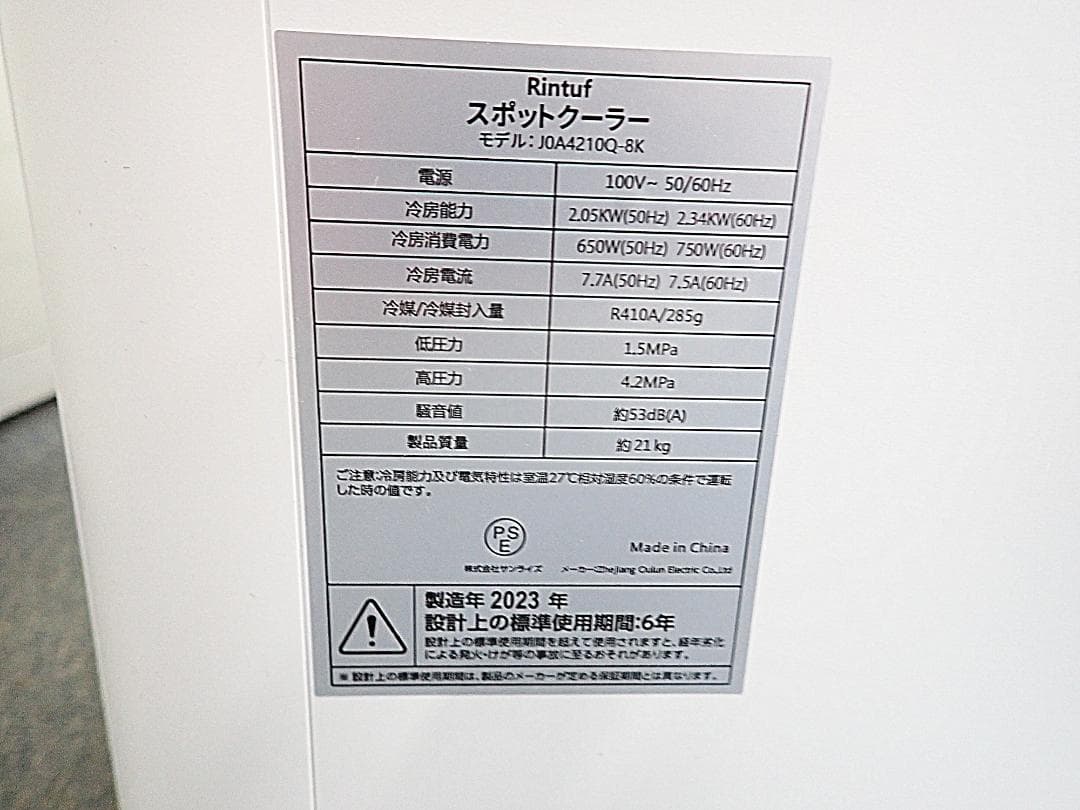 Rintuf
スポットクーラー
モデル：J0A4210Q-8K
電源 100V~ 50/60Hz
冷房能力 2.05KW(50Hz) 2.34KW(60Hz)
冷房消費電力 650W(50Hz) 750W(60Hz)
冷房電流 7.7A(50Hz) 7.5A(60Hz)
冷媒/冷媒封入量 R410A/285g
低圧力 1.5MPa
高圧力 4.2MPa
騒音値 約53dB(A)
製品質量 約21kg
ご注意:冷房能力及び電気特性は室温27℃相対湿度60%の条件で運転
した時の値です。
PS
E
Made in China
株式会社サンライズ メーカー:Zhejiang Oulun Electric Co.,Ltd
製造年 2023 年
設計上の標準使用期間:6年
設計上の標準使用期間を超えて使用されますと、経年劣化
による発火・けが等の事故に至るおそれがあります。
※ 設計上の標準使用期間は、製品のメーカーが定める保証期間とは異なります。